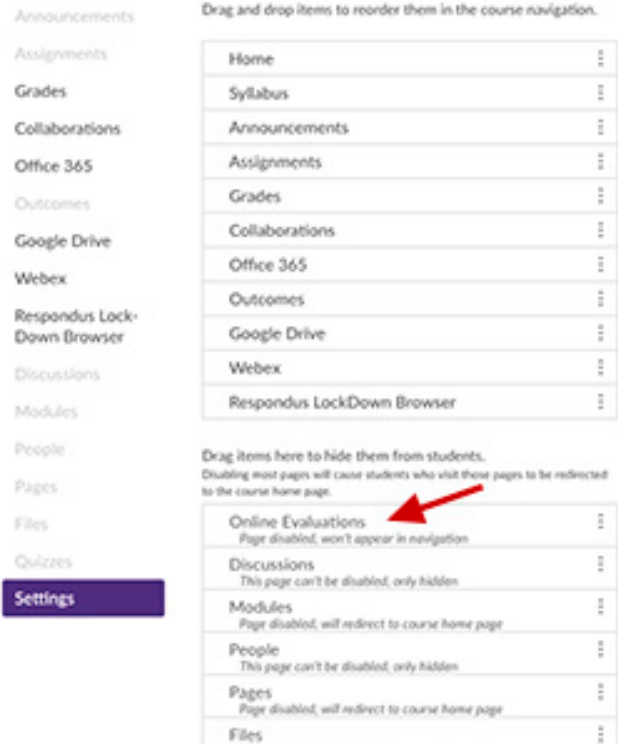 Announcements
Assignments
Grades
Collaborations
Office 365
Outcomes
Google Drive
Webex
Respondus Lock-
Down Browser
Discussions
Modules
People
Pages
Files
Quizzes
Settings
Drag and drop items to reorder them in the course navigation.
Home
Syllabus
Announcements
Assignments
Grades
Collaborations
Office 365
Outcomes
Google Drive
Webex
Respondus LockDown Browser
Drag items here to hide them from students.
Disabling most pages will cause students who visit those pages to be redirected
to the course home page.
Online Evaluations
Page disabled, won't appear in navigation
Discussions
This page can't be disabled, only hidden
Modules
Page disabled, will redirect to course home page
People
This page can't be disabled, only hidden
Pages
Page disabled, will redirect to course home page
Files